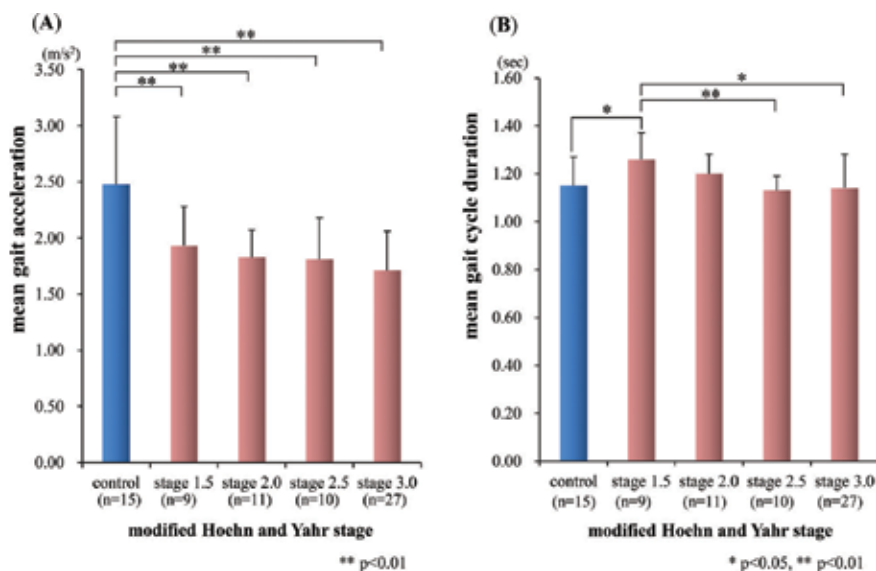 (A)
(m/s²)
**
**
**
**
3.50
3.00
2.50
2.00
1.50
1.00
0.50
0.00
mean gait acceleration
control stage 1.5 stage 2.0 stage 2.5 stage 3.0
(n=15) (n=9) (n=11) (n=10) (n=27)
modified Hoehn and Yahr stage
** p<0.01
(B)
(sec)
*
**
*
1.60
1.40
1.20
1.00
0.80
0.60
0.40
0.20
0.00
mean gait cycle duration
control stage 1.5 stage 2.0 stage 2.5 stage 3.0
(n=15) (n=9) (n=11) (n=10) (n=27)
modified Hoehn and Yahr stage
* p<0.05, ** p<0.01